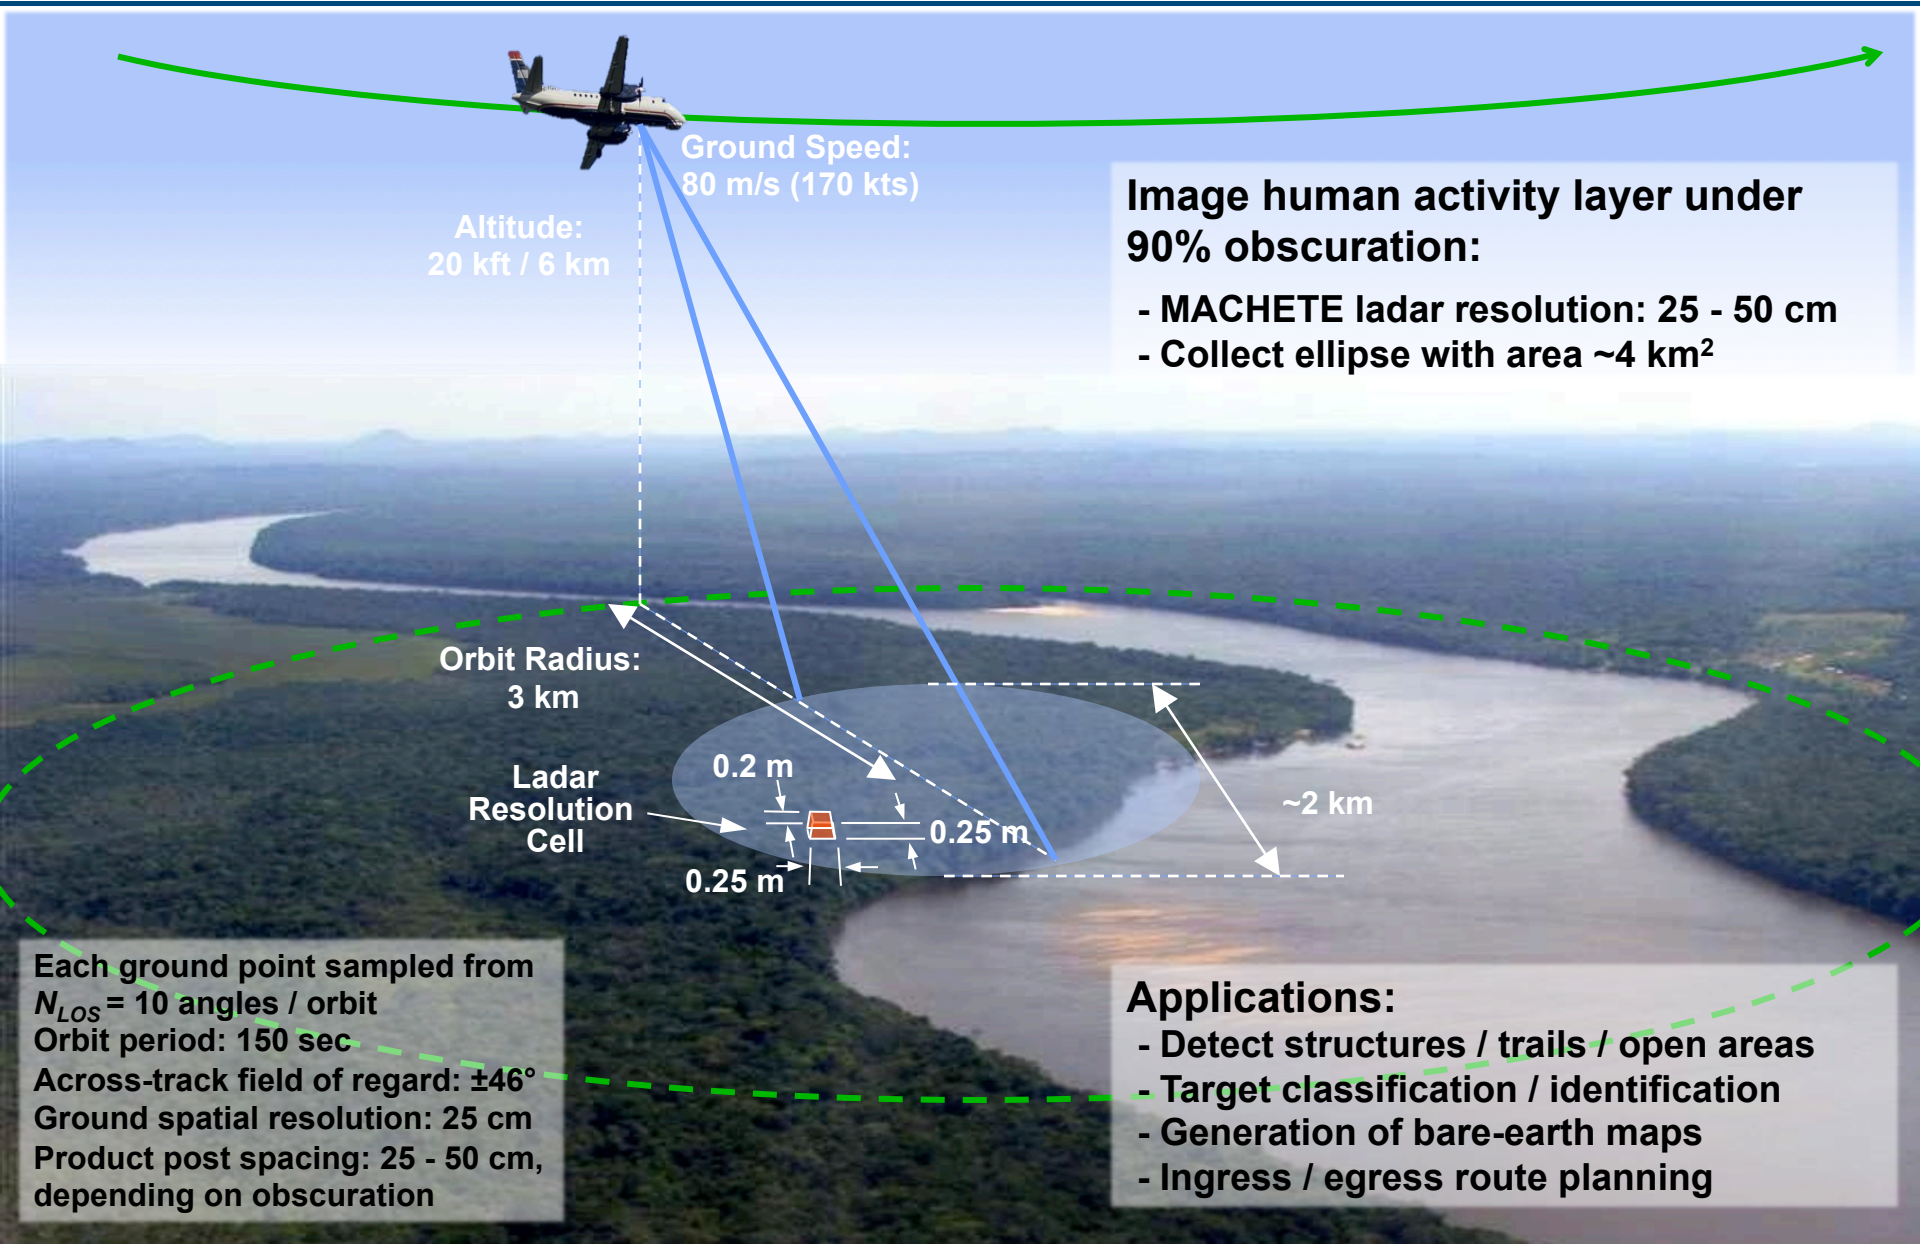 Ground Speed:
80 m/s (170 kts)
Altitude:
20 kft / 6 km
Image human activity layer under
90% obscuration:
- MACHETE ladar resolution: 25 - 50 cm
- Collect ellipse with area ~4 km²
Orbit Radius:
3 km
Ladar
Resolution
Cell
0.2 m
0.25 m
0.25 m
~2 km
Each ground point sampled from
N_LOS = 10 angles / orbit
Orbit period: 150 sec
Across-track field of regard: ±46°
Ground spatial resolution: 25 cm
Product post spacing: 25 - 50 cm,
depending on obscuration
Applications:
- Detect structures / trails / open areas
- Target classification / identification
- Generation of bare-earth maps
- Ingress / egress route planning